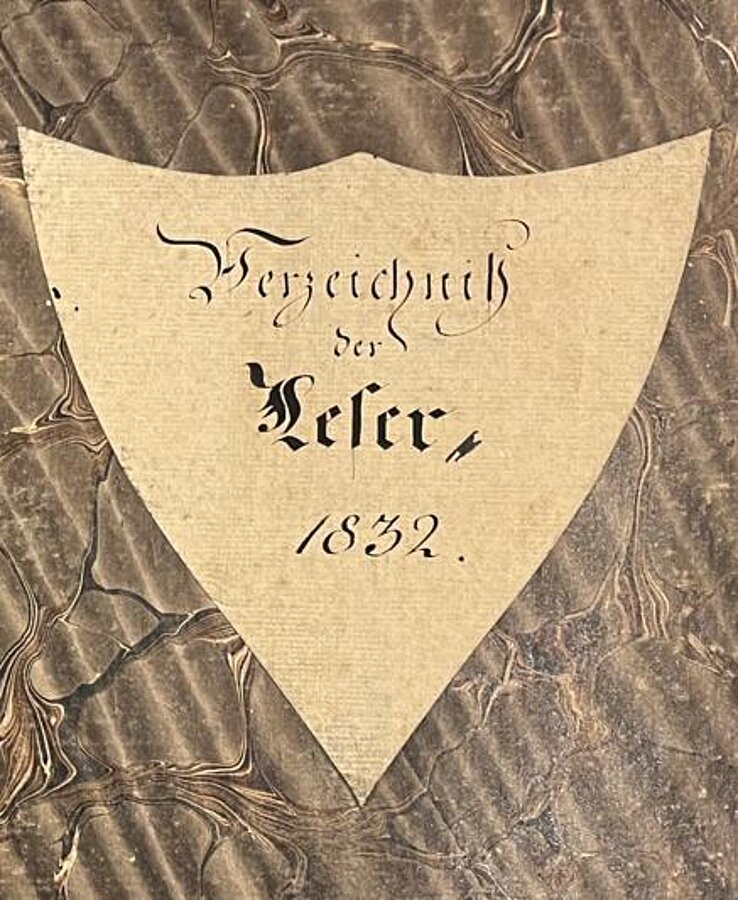 Verzeichniß
der
Leser,
1832.